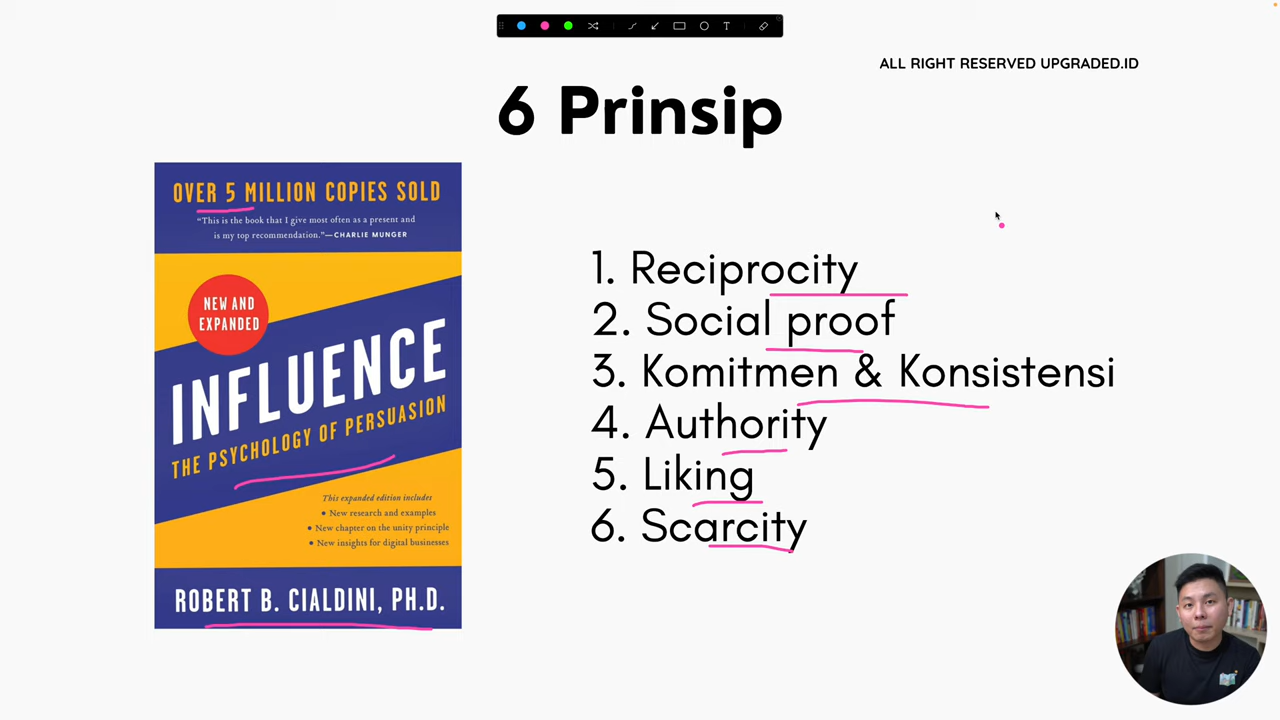 ALL RIGHT RESERVED UPGRADED.ID
6 Prinsip
OVER 5 MILLION COPIES SOLD
"This is the book that I give most often as a present and
is my top recommendation."—CHARLIE MUNGER
NEW AND
EXPANDED
INFLUENCE
THE PSYCHOLOGY OF PERSUASION
This expanded edition includes
• New research and examples
• New chapter on the unity principle
• New insights for digital businesses
ROBERT B. CIALDINI, PH.D.
1. Reciprocity
2. Social proof
3. Komitmen & Konsistensi
4. Authority
5. Liking
6. Scarcity